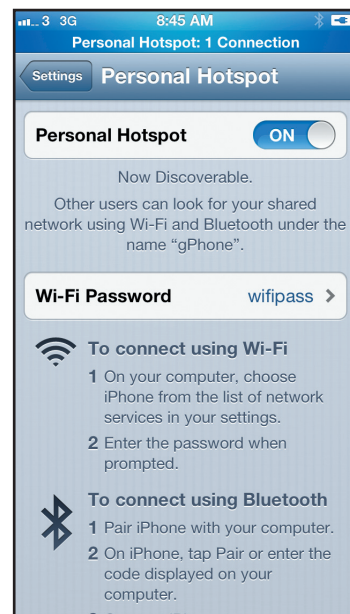 3 3G 8:45 AM
Personal Hotspot: 1 Connection
Settings Personal Hotspot
Personal Hotspot ON
Now Discoverable.
Other users can look for your shared
network using Wi-Fi and Bluetooth under the
name “gPhone”.
Wi-Fi Password wifipass
To connect using Wi-Fi
1 On your computer, choose
iPhone from the list of network
services in your settings.
2 Enter the password when
prompted.
To connect using Bluetooth
1 Pair iPhone with your computer.
2 On iPhone, tap Pair or enter the
code displayed on your
computer.